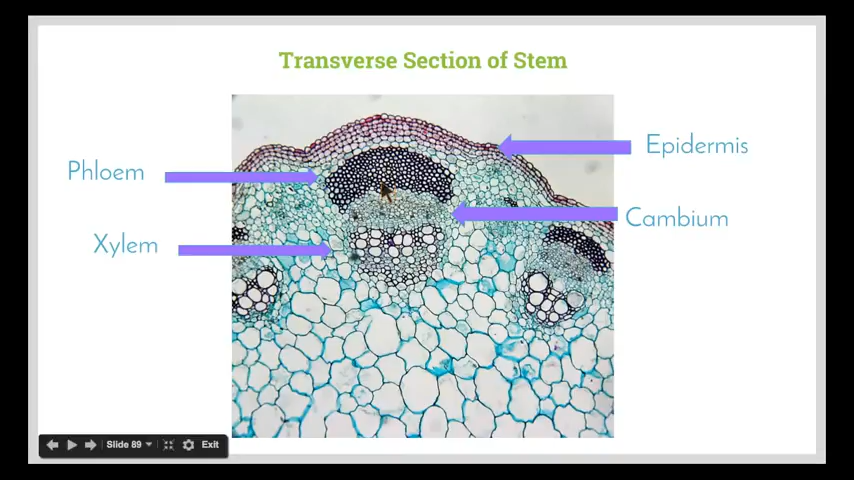 Transverse Section of Stem
Epidermis
Phloem
Cambium
Xylem
Slide 89
Exit